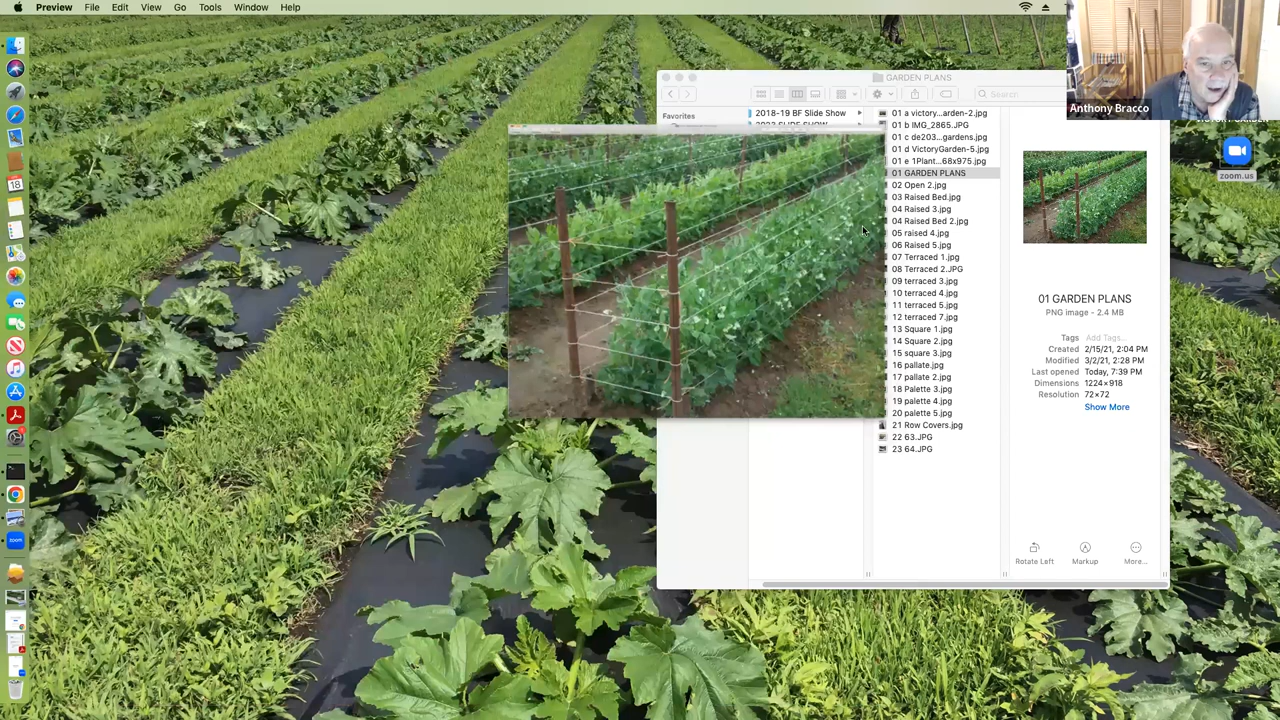 Preview File Edit View Go Tools Window Help
Anthony Bracco
GARDEN PLANS
Search
zoom.us
Favorites
2018-19 BF Slide Show
01 a victory...arden-2.jpg
01 b IMG_2865.JPG
01 c de203...gardens.jpg
01 d VictoryGarden-5.jpg
01 e 1Plant...68x975.jpg
01 GARDEN PLANS
02 Open 2.jpg
03 Raised Bed.jpg
04 Raised 3.jpg
04 Raised Bed 2.jpg
05 raised 4.jpg
06 Raised 5.jpg
07 Terraced 1.jpg
08 Terraced 2.JPG
09 terraced 3.jpg
10 terraced 4.jpg
11 terraced 5.jpg
12 terraced 7.jpg
13 Square 1.jpg
14 Square 2.jpg
15 square 3.jpg
16 pallate.jpg
17 pallate 2.jpg
18 Palette 3.jpg
19 palette 4.jpg
20 palette 5.jpg
21 Row Covers.jpg
22 63.JPG
23 64.JPG
01 GARDEN PLANS
PNG image - 2.4 MB
Tags Add Tags...
Created 2/15/21, 2:04 PM
Modified 3/2/21, 2:28 PM
Last opened Today, 7:39 PM
Dimensions 1224×918
Resolution 72×72
Show More
Rotate Left Markup More...
18
zoom